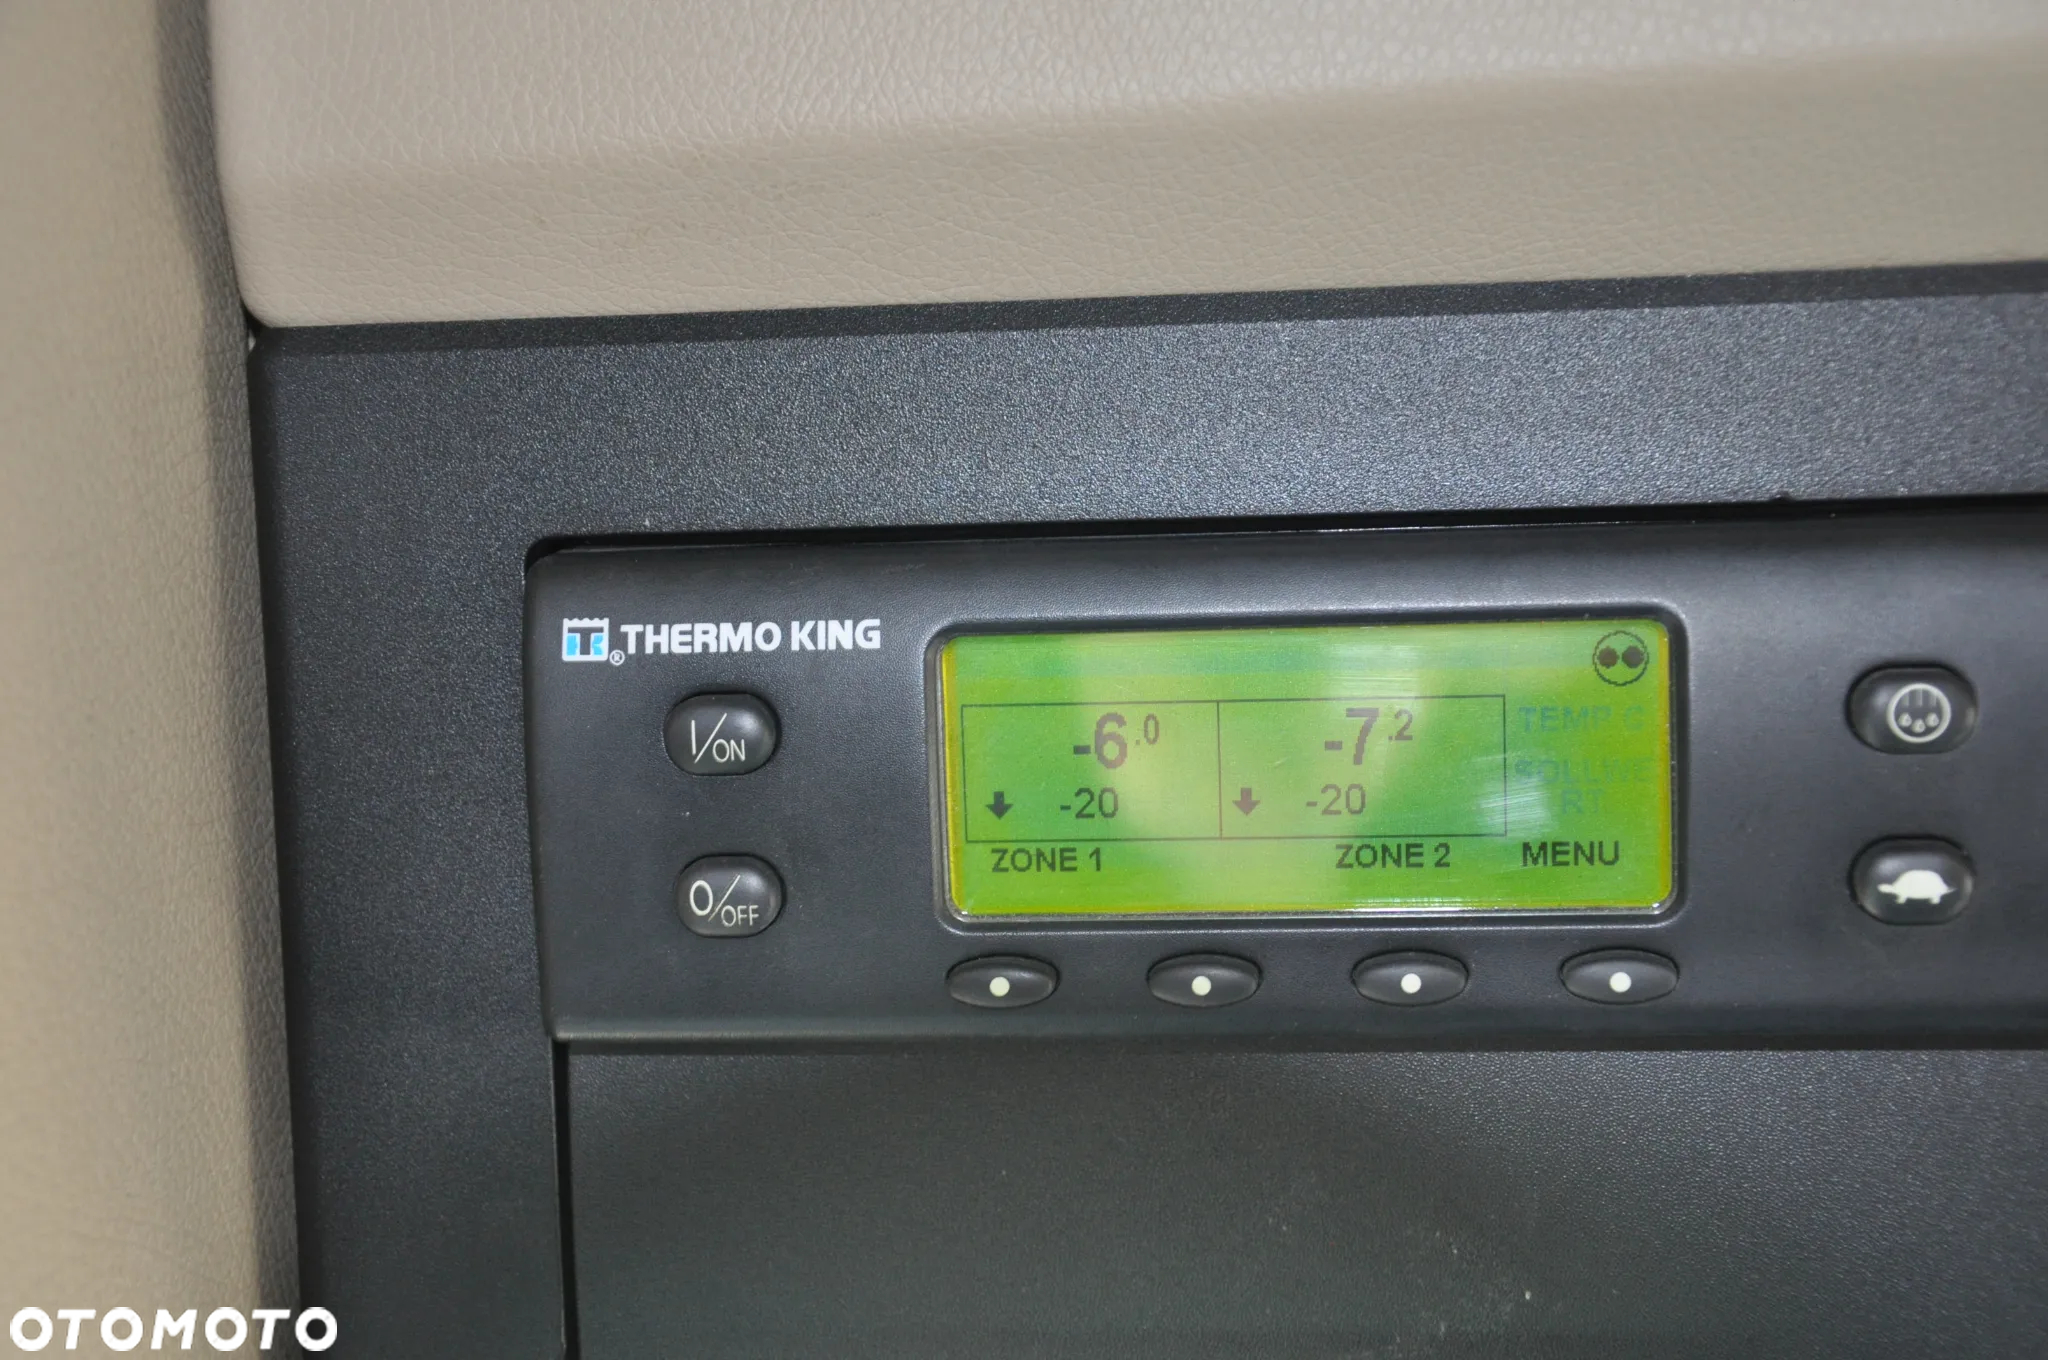 THERMO KING
I/ON
-6.0
-7.2
-20
-20
ZONE 1
ZONE 2
MENU
O/OFF
OTOMOTO